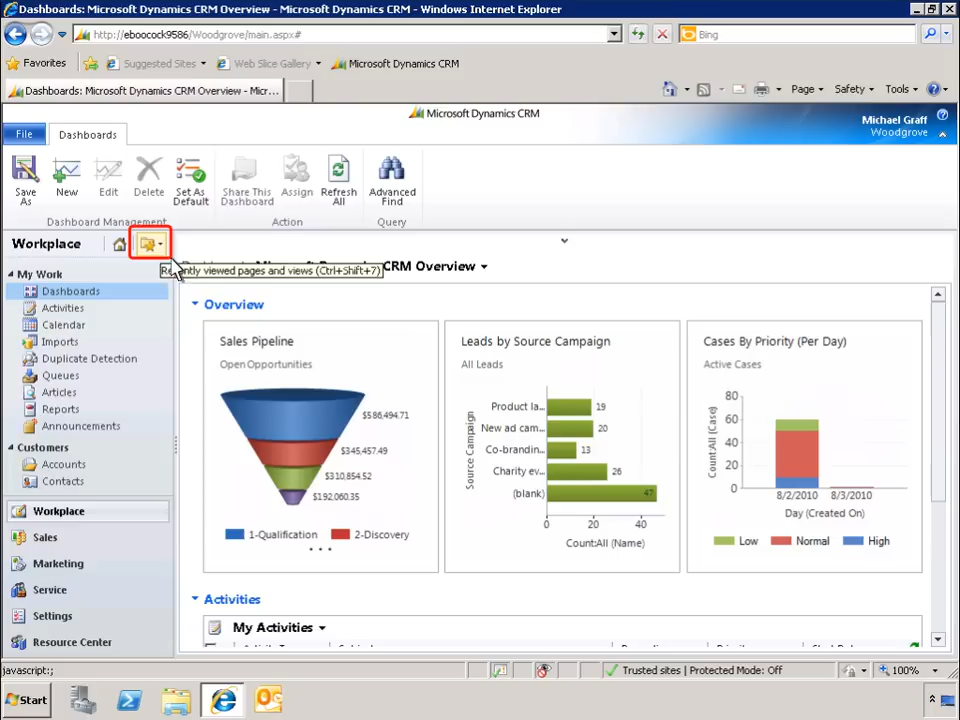 Dashboards: Microsoft Dynamics CRM Overview - Microsoft Dynamics CRM - Windows Internet Explorer
http://eboocock9586/Woodgrove/main.aspx#
Bing
Favorites
Suggested Sites
Web Slice Gallery
Microsoft Dynamics CRM
Dashboards: Microsoft Dynamics CRM Overview - Micr...
Page
Safety
Tools
Microsoft Dynamics CRM
Michael Graff
Woodgrove
File
Dashboards
Save As
New
Edit
Delete
Set As Default
Share This Dashboard
Assign
Refresh All
Advanced Find
Dashboard Management
Action
Query
Workplace
Recently viewed pages and views (Ctrl+Shift+7)
CRM Overview
My Work
Dashboards
Activities
Calendar
Imports
Duplicate Detection
Queues
Articles
Reports
Announcements
Customers
Accounts
Contacts
Workplace
Sales
Marketing
Service
Settings
Resource Center
Overview
Sales Pipeline
Open Opportunities
$586,494.71
$345,457.49
$310,854.52
$192,060.35
1-Qualification
2-Discovery
Leads by Source Campaign
All Leads
Source Campaign
Product la...
19
New ad cam...
20
Co-brandin...
13
Charity ev...
26
(blank)
47
0 20 40
Count:All (Name)
Cases By Priority (Per Day)
Active Cases
Count:All (Case)
80
60
40
20
0
8/2/2010 8/3/2010
Day (Created On)
Low
Normal
High
Activities
My Activities
javascript:;
Trusted sites | Protected Mode: Off
100%
Start